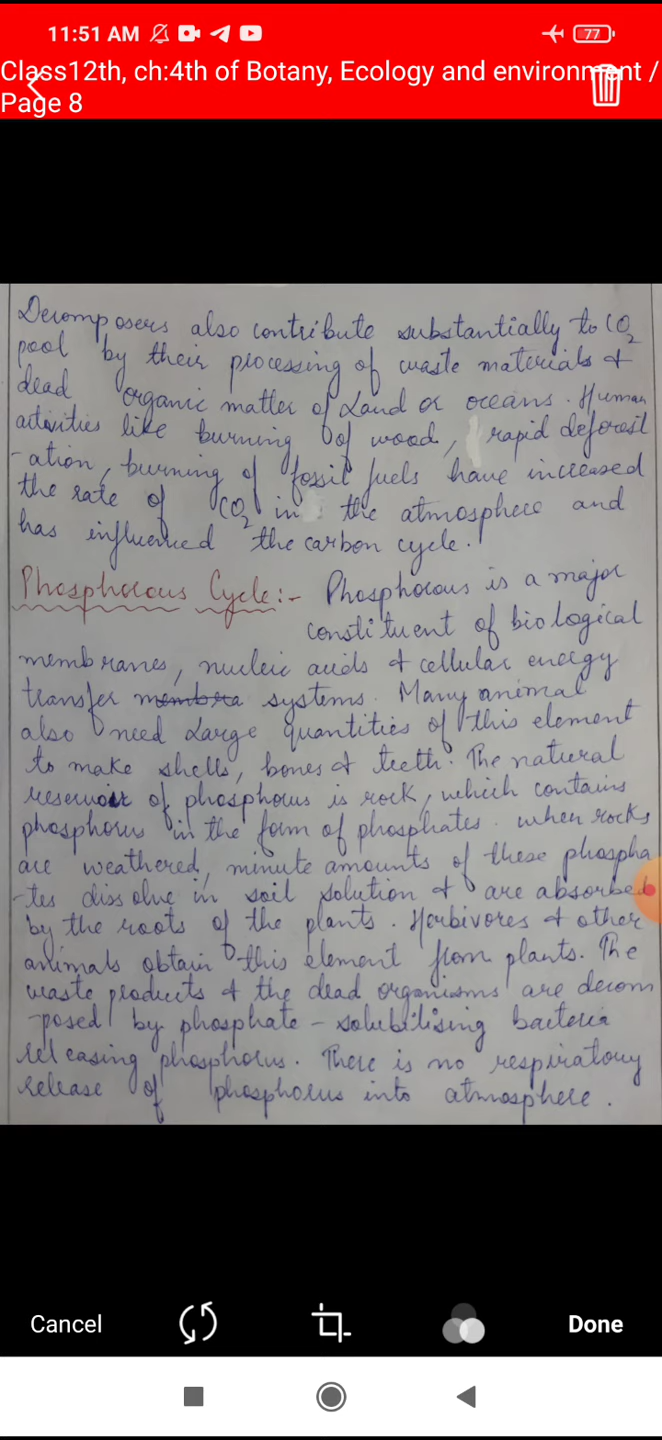 11:51 AM
77
Class12th, ch:4th of Botany, Ecology and environment /
Page 8
Decomposers also contribute substantially to CO2
pool by their processing of waste materials &
dead organic matter of Land or oceans. Human
activities like burning of wood, rapid deforest
-ation, burning of fossil fuels have increased
the rate of CO2 in the atmosphere and
has influenced the carbon cycle.
Phosphorous Cycle:- Phosphorous is a major
constituent of biological
membranes, nucleic acids & cellular energy
transfer membra systems. Many animal
also need Large quantities of this element
to make shells, bones & teeth. The natural
reservoir of phosphorus is rock, which contains
phosphorus in the form of phosphates. when rocks
are weathered, minute amounts of these phospha
-tes dissolve in soil solution & are absorbed
by the roots of the plants. Herbivores & other
animals obtain this element from plants. The
waste products & the dead organisms are decom
-posed by phosphate-solubilising bacteria
releasing phosphorus. There is no respiratory
release of phosphorus into atmosphere.
Cancel
Done